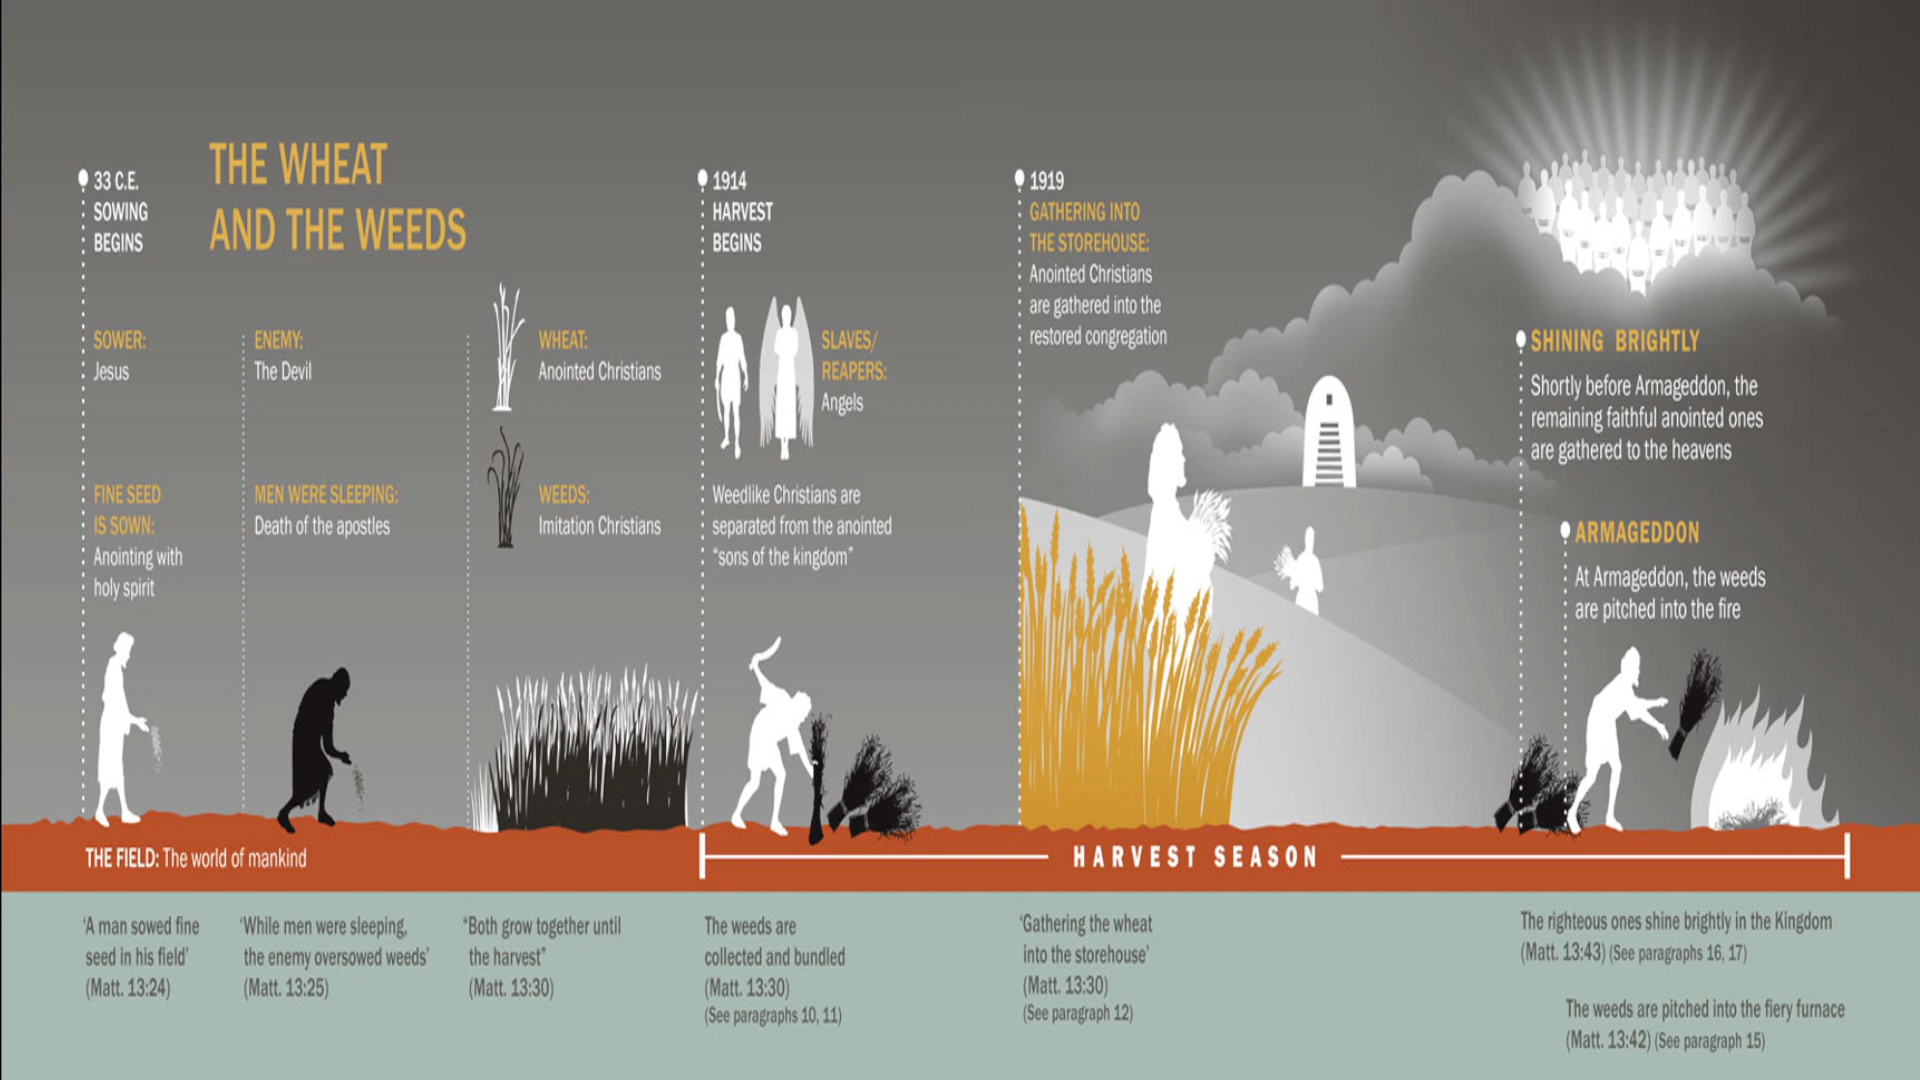 THE WHEAT
AND THE WEEDS
33 C.E.
SOWING
BEGINS
SOWER:
Jesus
FINE SEED
IS SOWN:
Anointing with
holy spirit
ENEMY:
The Devil
MEN WERE SLEEPING:
Death of the apostles
WHEAT:
Anointed Christians
WEEDS:
Imitation Christians
1914
HARVEST
BEGINS
SLAVES/
REAPERS:
Angels
Weedlike Christians are
separated from the anointed
“sons of the kingdom”
1919
GATHERING INTO
THE STOREHOUSE:
Anointed Christians
are gathered into the
restored congregation
SHINING BRIGHTLY
Shortly before Armageddon, the
remaining faithful anointed ones
are gathered to the heavens
ARMAGEDDON
At Armageddon, the weeds
are pitched into the fire
THE FIELD: The world of mankind
HARVEST SEASON
‘A man sowed fine
seed in his field’
(Matt. 13:24)
‘While men were sleeping,
the enemy oversowed weeds’
(Matt. 13:25)
“Both grow together until
the harvest”
(Matt. 13:30)
The weeds are
collected and bundled
(Matt. 13:30)
(See paragraphs 10, 11)
‘Gathering the wheat
into the storehouse’
(Matt. 13:30)
(See paragraph 12)
The righteous ones shine brightly in the Kingdom
(Matt. 13:43) (See paragraphs 16, 17)
The weeds are pitched into the fiery furnace
(Matt. 13:42) (See paragraph 15)